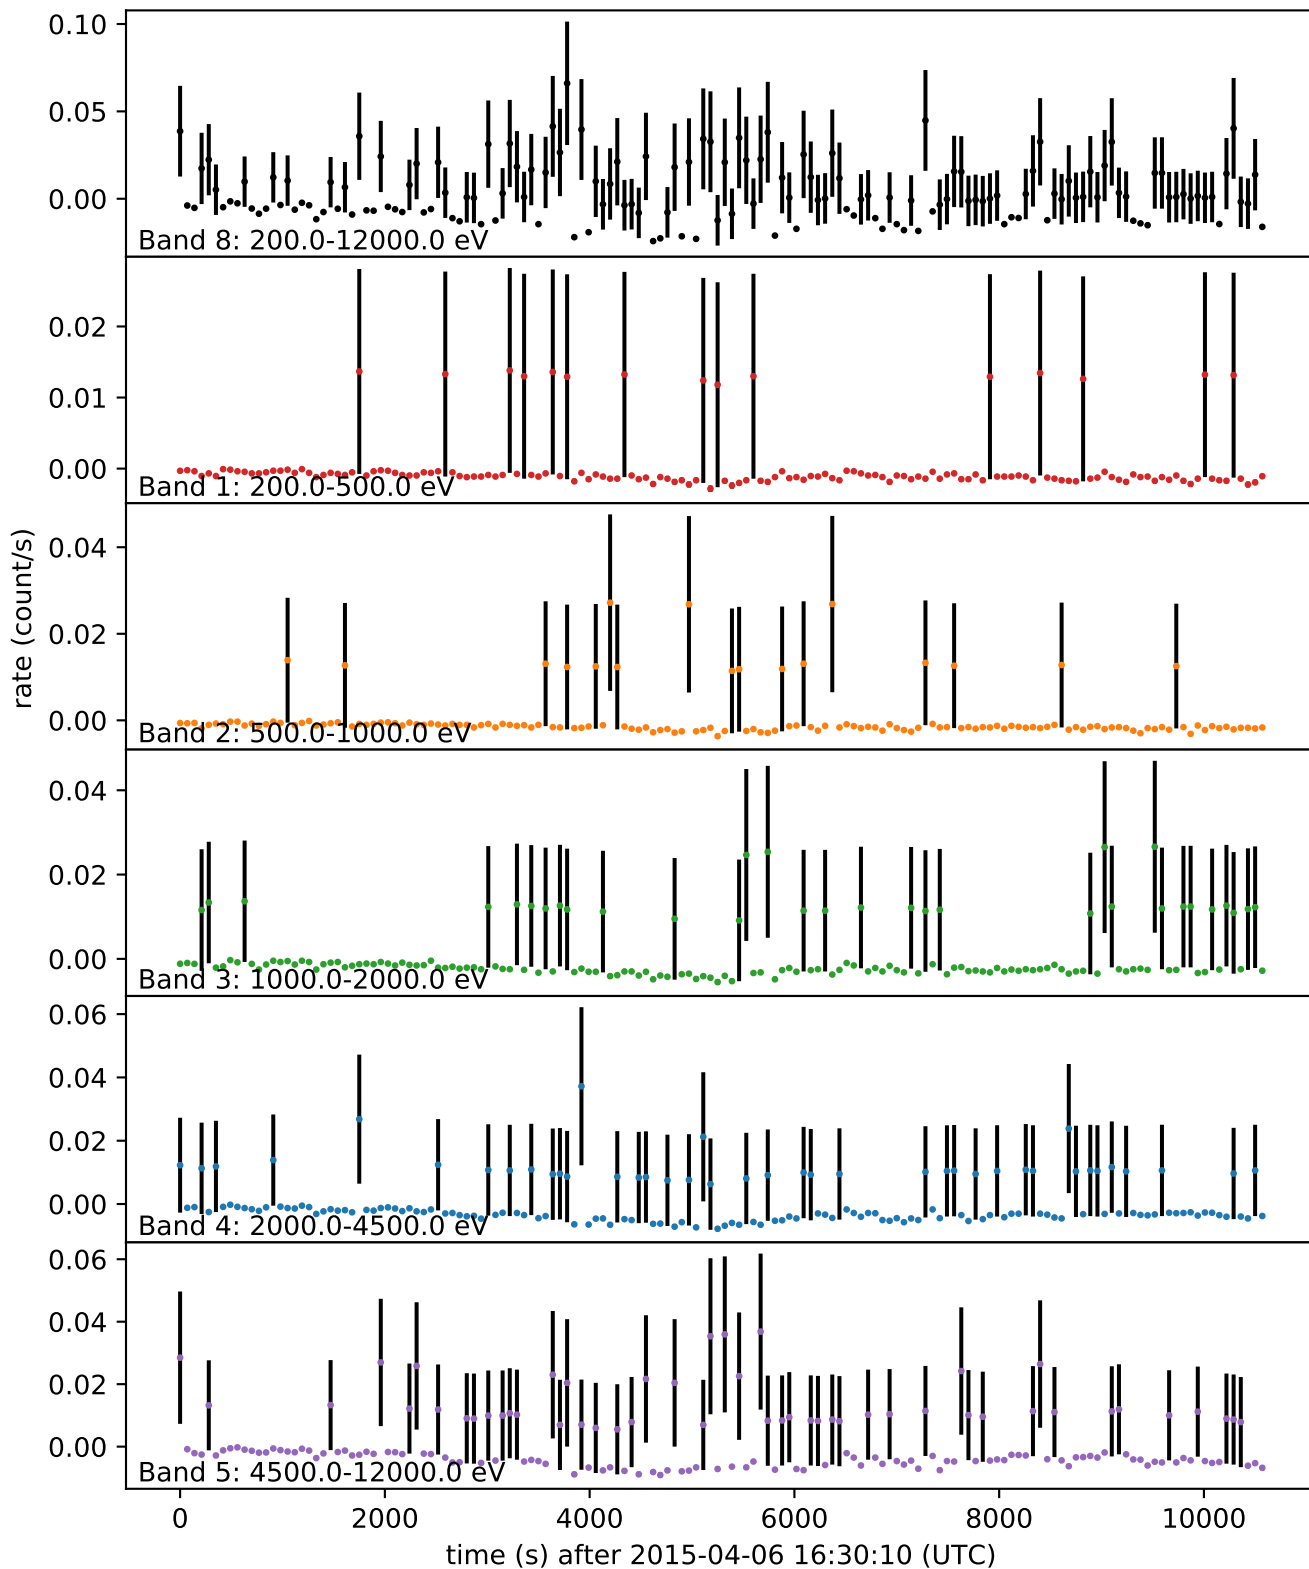 0.10
0.05
0.00
Band 8: 200.0-12000.0 eV
0.02
0.01
0.00
Band 1: 200.0-500.0 eV
0.04
0.02
0.00
Band 2: 500.0-1000.0 eV
rate (count/s)
0.04
0.02
0.00
Band 3: 1000.0-2000.0 eV
0.06
0.04
0.02
0.00
Band 4: 2000.0-4500.0 eV
0.06
0.04
0.02
0.00
Band 5: 4500.0-12000.0 eV
0 2000 4000 6000 8000 10000
time (s) after 2015-04-06 16:30:10 (UTC)